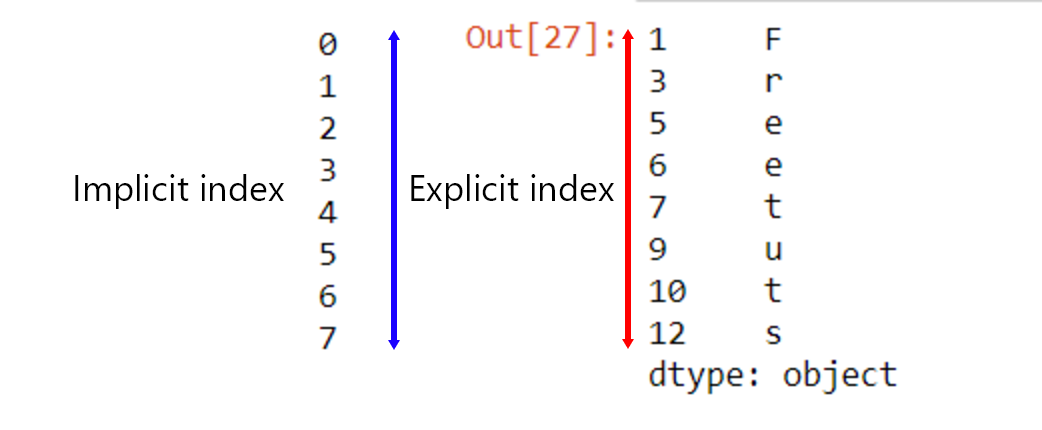 Out[27]:
0 1 F
1 3 r
2 5 e
3 6 e
Implicit index Explicit index
4 7 t
5 9 u
6 10 t
7 12 s
dtype: object